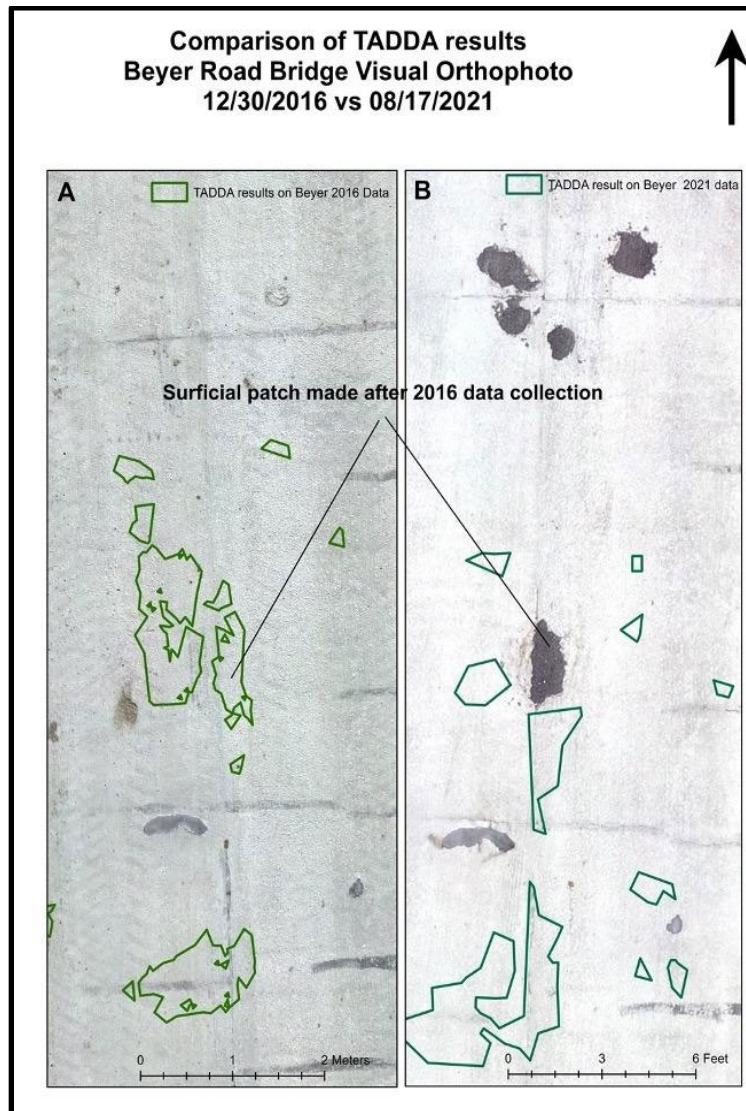 Comparison of TADDA results
Beyer Road Bridge Visual Orthophoto
12/30/2016 vs 08/17/2021
A
TADDA results on Beyer 2016 Data
B
TADDA result on Beyer 2021 data
Surficial patch made after 2016 data collection
0 1 2 Meters
0 3 6 Feet